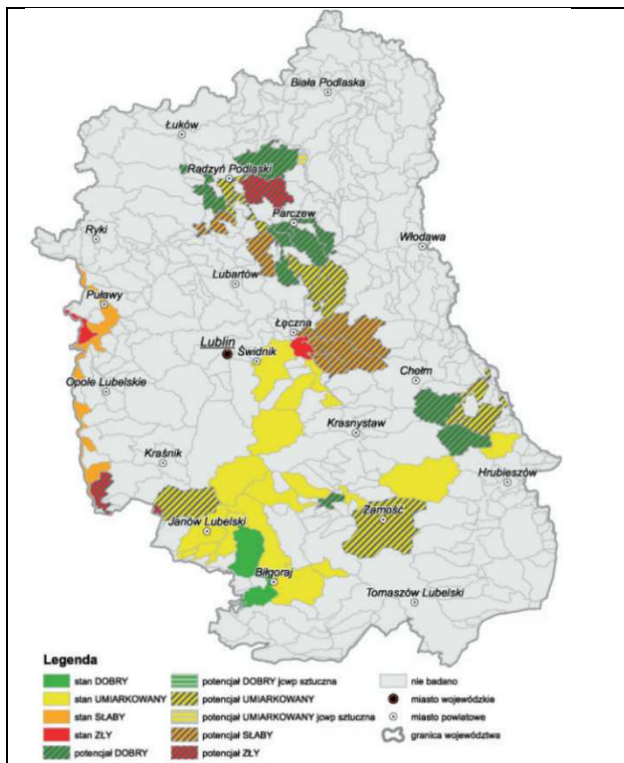 Biała Podlaska
Łuków
Radzyń Podlaski
Parczew
Ryki
Włodawa
Lubartów
Puławy
Łęczna
Lublin
Świdnik
Chełm
Opole Lubelskie
Krasnystaw
Kraśnik
Hrubieszów
Zamość
Janów Lubelski
Biłgoraj
Tomaszów Lubelski
Legenda
stan DOBRY
stan UMIARKOWANY
stan SŁABY
stan ZŁY
potencjał DOBRY
potencjał DOBRY jcwp sztuczna
potencjał UMIARKOWANY
potencjał UMIARKOWANY jcwp sztuczna
potencjał SŁABY
potencjał ZŁY
nie badano
miasto wojewódzkie
miasto powiatowe
granica województwa